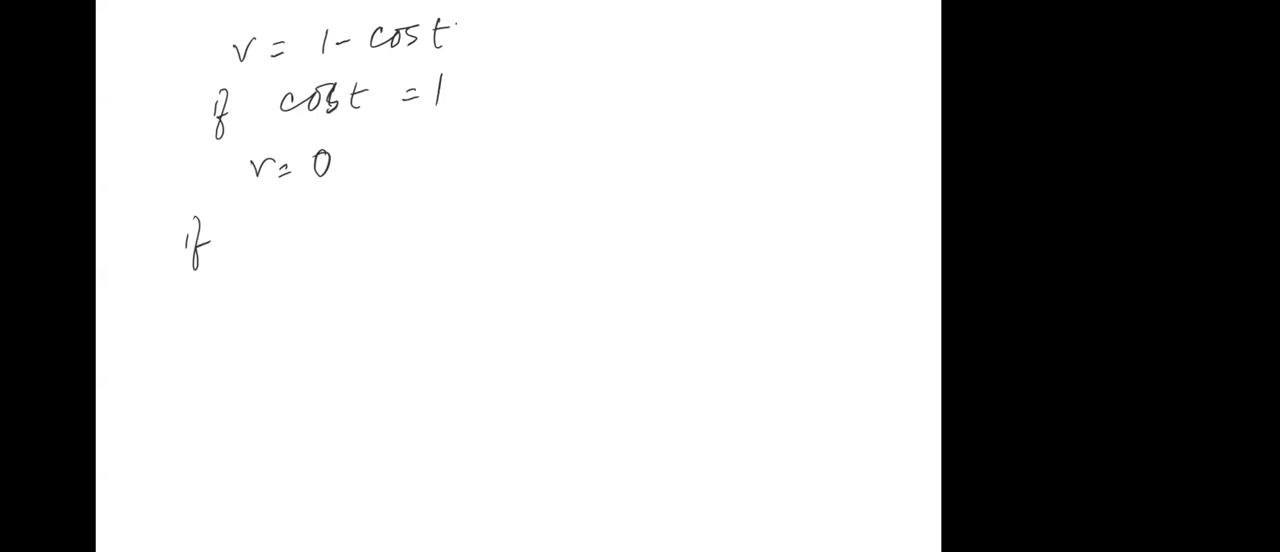 v = 1 - cos t
if cos t = 1
v = 0
if